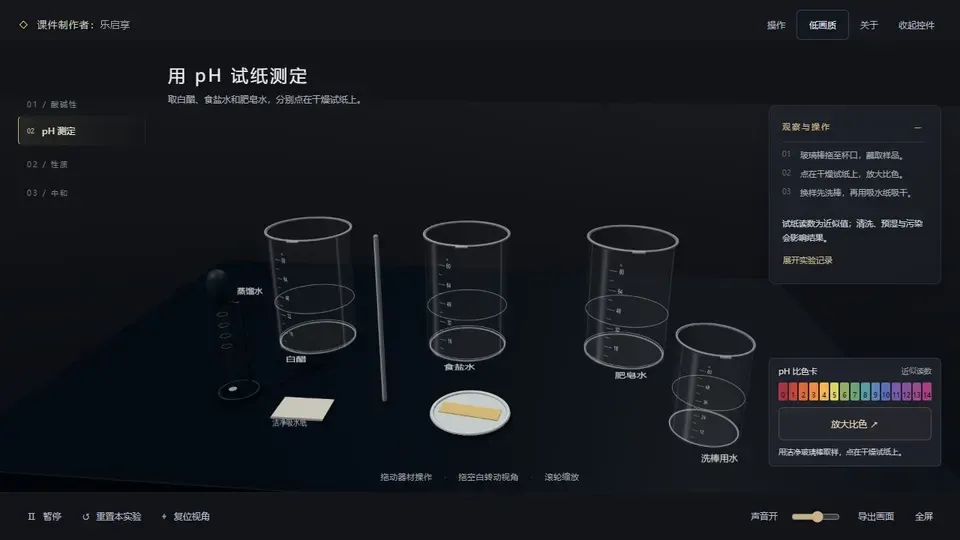 课件制作者：乐启享
操作
低画质
关于
收起控件
用 pH 试纸测定
取白醋、食盐水和肥皂水，分别点在干燥试纸上。
01 / 酸碱性
02 pH 测定
02 / 性质
03 / 中和
观察与操作
01 玻璃棒拖至杯口，蘸取样品。
02 点在干燥试纸上，放大比色。
03 换样先洗棒，再用吸水纸吸干。
试纸读数为近似值；清洗、预湿与污染
会影响结果。
展开实验记录
蒸馏水
白醋
食盐水
肥皂水
洁净吸水纸
洗棒用水
pH 比色卡 近似读数
0 1 2 3 4 5 6 7 8 9 10 11 12 13 14
放大比色 ↗
用洁净玻璃棒取样，点在干燥试纸上。
拖动器材操作 · 拖空白转动视角 · 滚轮缩放
暂停
重置本实验
复位视角
声音开
导出画面
全屏